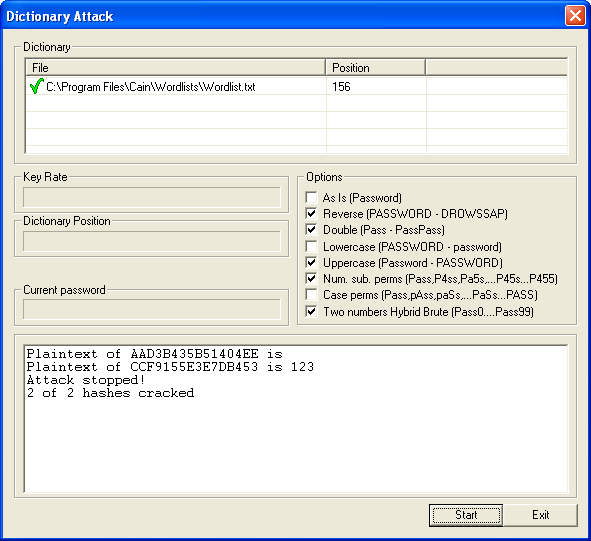 Dictionary Attack
Dictionary
File Position
C:\Program Files\Cain\Wordlists\Wordlist.txt 156
Key Rate
Dictionary Position
Current password
Options
As Is (Password)
Reverse (PASSWORD - DROWSSAP)
Double (Pass - PassPass)
Lowercase (PASSWORD - password)
Uppercase (Password - PASSWORD)
Num. sub. perms (Pass,P4ss,Pa5s,...P45s...P455)
Case perms (Pass,pAss,paSs,...PaSs...PASS)
Two numbers Hybrid Brute (Pass0....Pass99)
Plaintext of AAD3B435B51404EE is
Plaintext of CCF9155E3E7DB453 is 123
Attack stopped!
2 of 2 hashes cracked
Start Exit